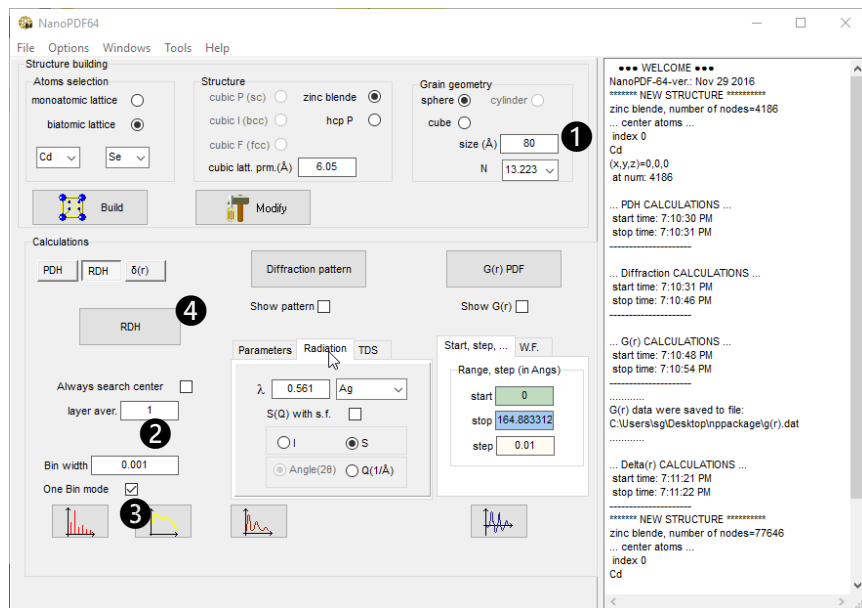 NanoPDF64
File Options Windows Tools Help
Structure building
Atoms selection
monoatomic lattice
biatomic lattice
Cd Se
Structure
cubic P (sc) zinc blende
cubic I (bcc) hcp P
cubic F (fcc)
cubic latt. prm.(Å) 6.05
Grain geometry
sphere cylinder
cube
size (Å) 80
1
N 13.223
Build
Modify
Calculations
PDH RDH δ(r)
RDH
4
Always search center
layer aver. 1
2
Bin width 0.001
One Bin mode
3
Diffraction pattern
Show pattern
Parameters Radiation TDS
λ 0.561 Ag
S(Q) with s.f.
I S
Angle(2θ) Q(1/Å)
G(r) PDF
Show G(r)
Start, step, ... W.F.
Range, step (in Angs)
start 0
stop 164.883312
step 0.01
●●● WELCOME ●●●
NanoPDF-64-ver.: Nov 29 2016
******* NEW STRUCTURE **********
zinc blende, number of nodes=4186
... center atoms ...
index 0
Cd
(x,y,z)=0,0,0
at num: 4186
... PDH CALCULATIONS ...
start time: 7:10:30 PM
stop time: 7:10:31 PM
---------------------
... Diffraction CALCULATIONS ...
start time: 7:10:31 PM
stop time: 7:10:46 PM
---------------------
... G(r) CALCULATIONS ...
start time: 7:10:48 PM
stop time: 7:10:54 PM
---------------------
............
G(r) data were saved to file:
C:\Users\sg\Desktop\nppackage\g(r).dat
............
... Delta(r) CALCULATIONS ...
start time: 7:11:21 PM
stop time: 7:11:22 PM
---------------------
******* NEW STRUCTURE **********
zinc blende, number of nodes=77646
... center atoms ...
index 0
Cd